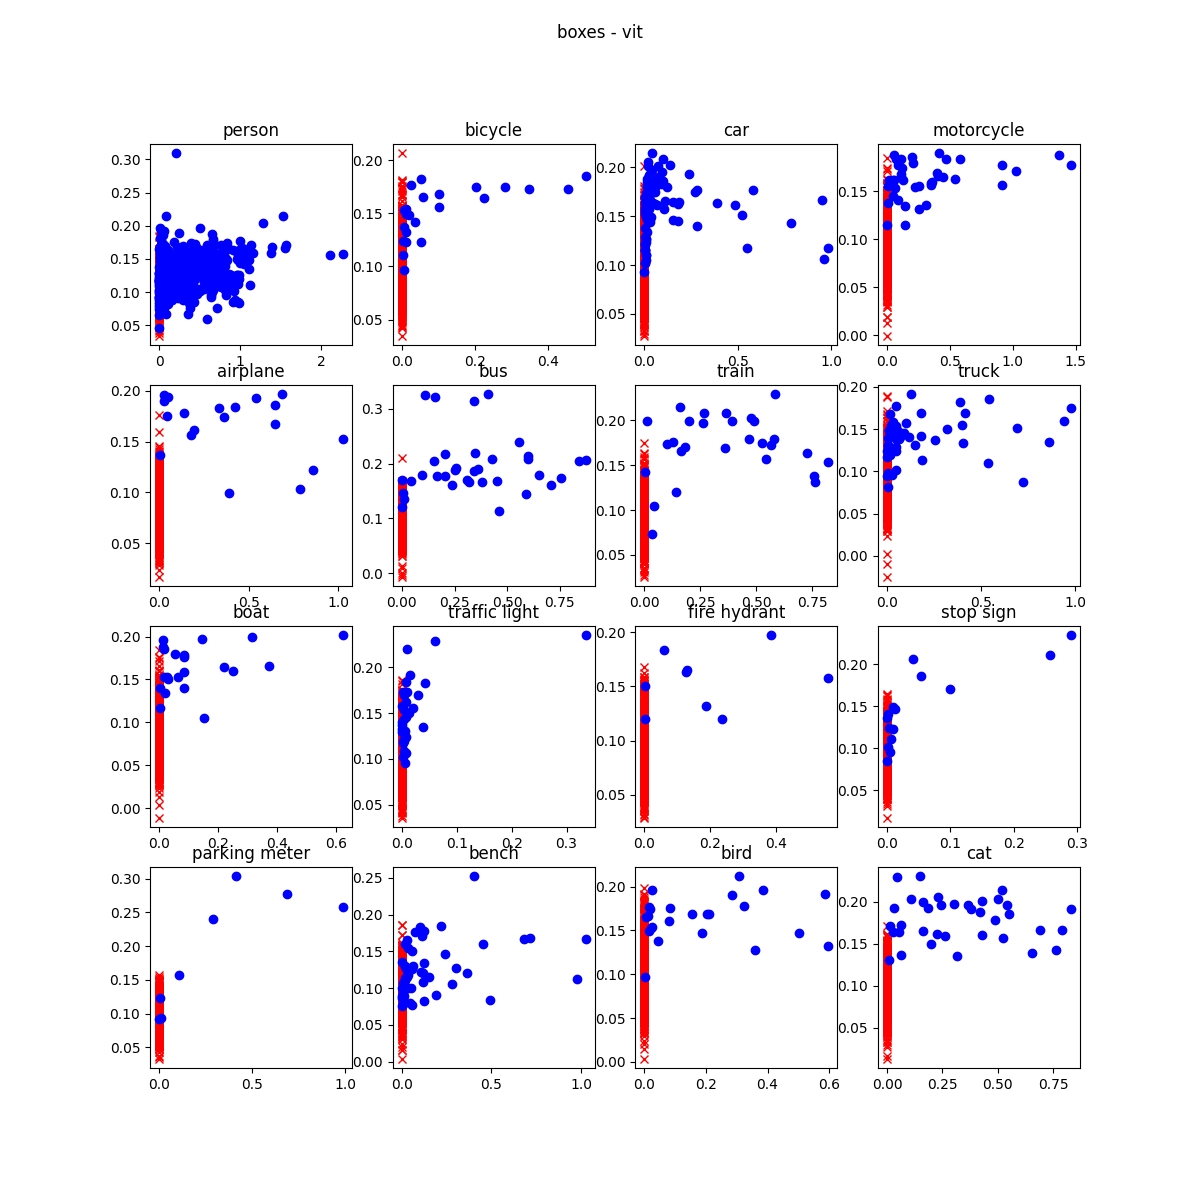 boxes - vit
person bicycle car motorcycle
0.30 0.25 0.20 0.15 0.10 0.05
0 1 2
0.20 0.15 0.10 0.05
0.0 0.2 0.4
0.20 0.15 0.10 0.05
0.0 0.5 1.0
0.15 0.10 0.05 0.00
0.0 0.5 1.0 1.5
airplane bus train truck
0.20 0.15 0.10 0.05
0.0 0.5 1.0
0.3 0.2 0.1 0.0
0.00 0.25 0.50 0.75
0.20 0.15 0.10 0.05
0.00 0.25 0.50 0.75
0.20 0.15 0.10 0.05 0.00
0.0 0.5 1.0
boat traffic light fire hydrant stop sign
0.20 0.15 0.10 0.05 0.00
0.0 0.2 0.4 0.6
0.20 0.15 0.10 0.05
0.0 0.1 0.2 0.3
0.20 0.15 0.10 0.05
0.0 0.2 0.4
0.20 0.15 0.10 0.05
0.0 0.1 0.2 0.3
parking meter bench bird cat
0.30 0.25 0.20 0.15 0.10 0.05
0.0 0.5 1.0
0.25 0.20 0.15 0.10 0.05 0.00
0.0 0.5 1.0
0.20 0.15 0.10 0.05 0.00
0.0 0.2 0.4 0.6
0.20 0.15 0.10 0.05
0.00 0.25 0.50 0.75